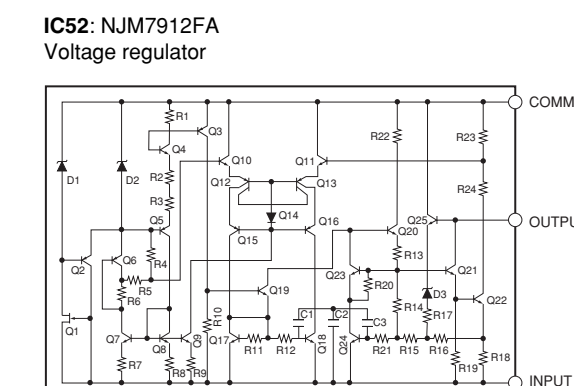 IC52: NJM7912FA
Voltage regulator
COMM
R1
Q3
R22
R23
Q4
Q10
Q11
D1
D2
R2
Q12
Q13
R24
R3
Q14
Q5
Q16
Q25
OUTPU
Q15
Q20
Q2
Q6
R4
R13
Q23
Q21
R5
R20
R6
Q19
D3
Q22
R14
R10
C1
C2
R17
C3
Q1
Q7
Q8
Q9
Q17
R11
R12
Q18
Q24
R21
R15
R16
R7
R8
R9
R19
R18
INPUT